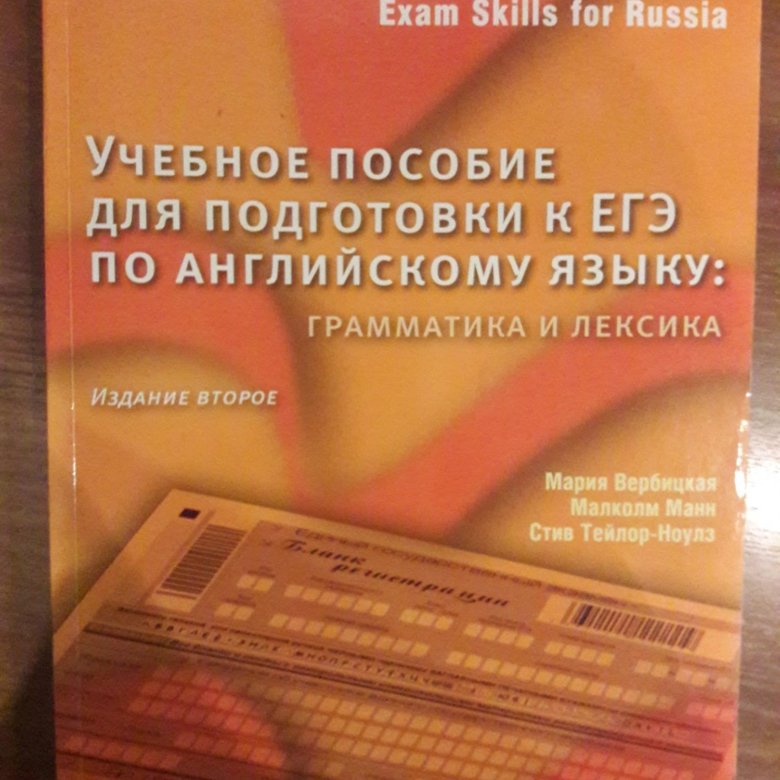 Exam Skills for Russia
Учебное пособие
для подготовки к ЕГЭ
по английскому языку:
грамматика и лексика
Издание второе
Мария Вербицкая
Малколм Манн
Стив Тейлор-Ноулз
Бланк
регистрации